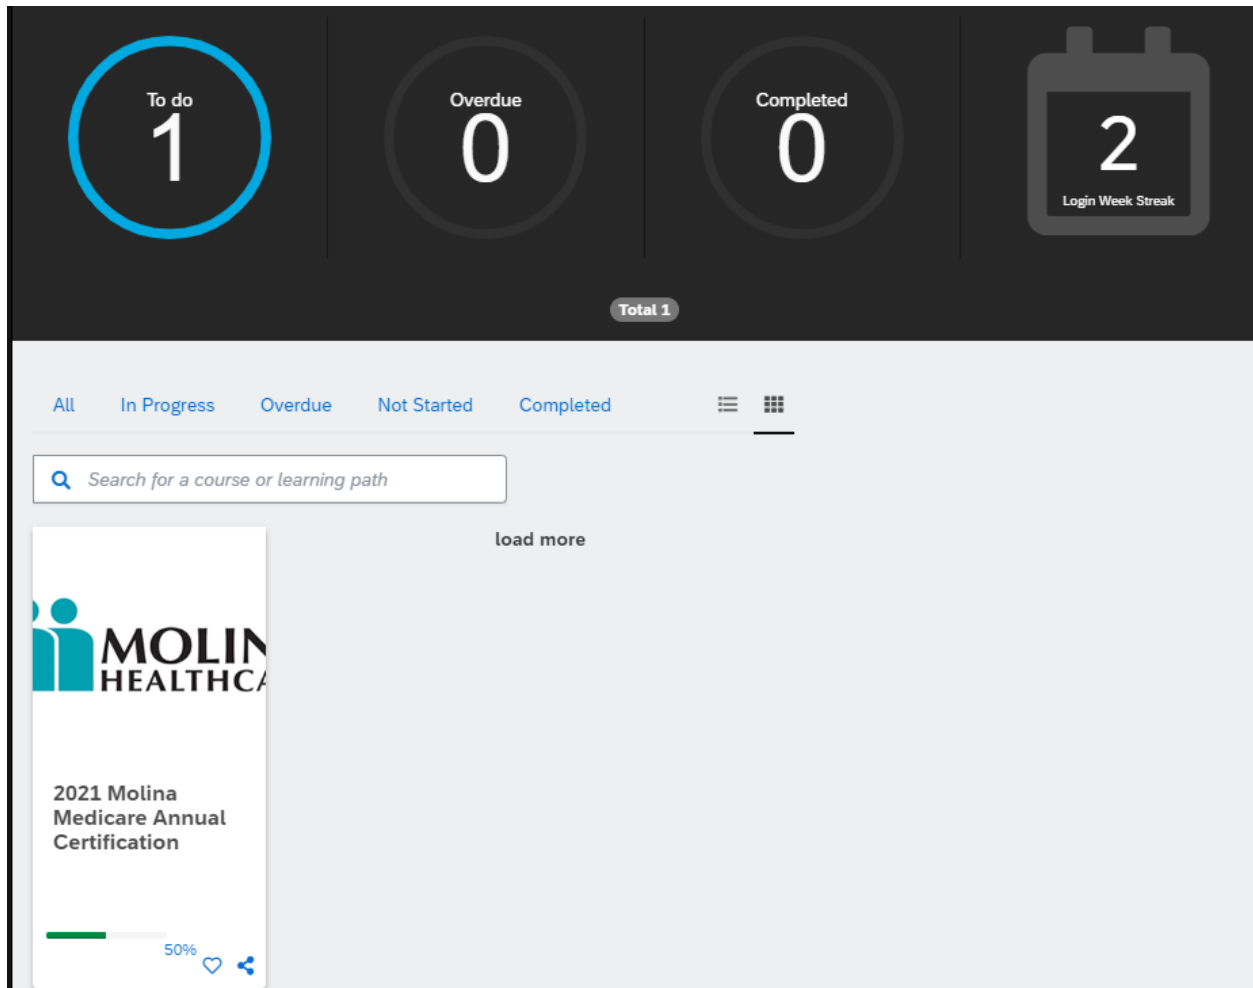 To do
1
Overdue
0
Completed
0
2
Login Week Streak
Total 1
All In Progress Overdue Not Started Completed
Search for a course or learning path
load more
MOLIN
HEALTHCA
2021 Molina
Medicare Annual
Certification
50%